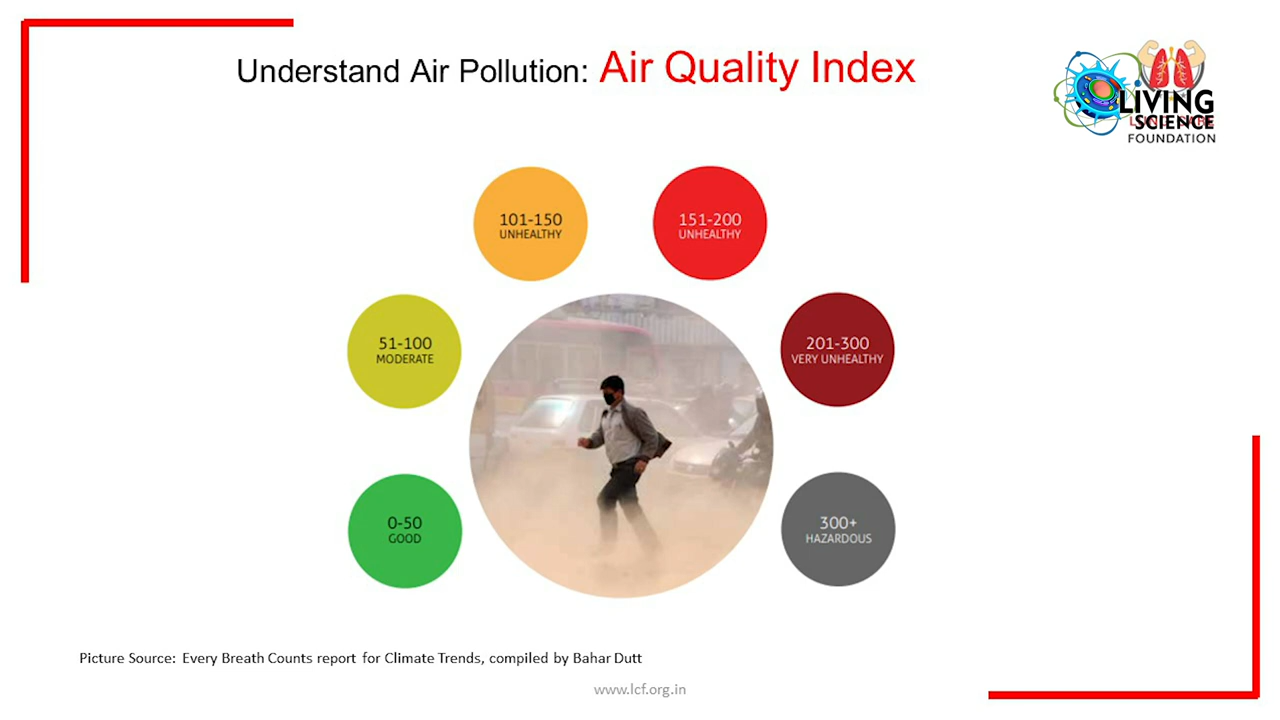 Understand Air Pollution: Air Quality Index
LIVING
SCIENCE
FOUNDATION
101-150
UNHEALTHY
151-200
UNHEALTHY
51-100
MODERATE
201-300
VERY UNHEALTHY
0-50
GOOD
300+
HAZARDOUS
Picture Source: Every Breath Counts report for Climate Trends, compiled by Bahar Dutt
www.lcf.org.in